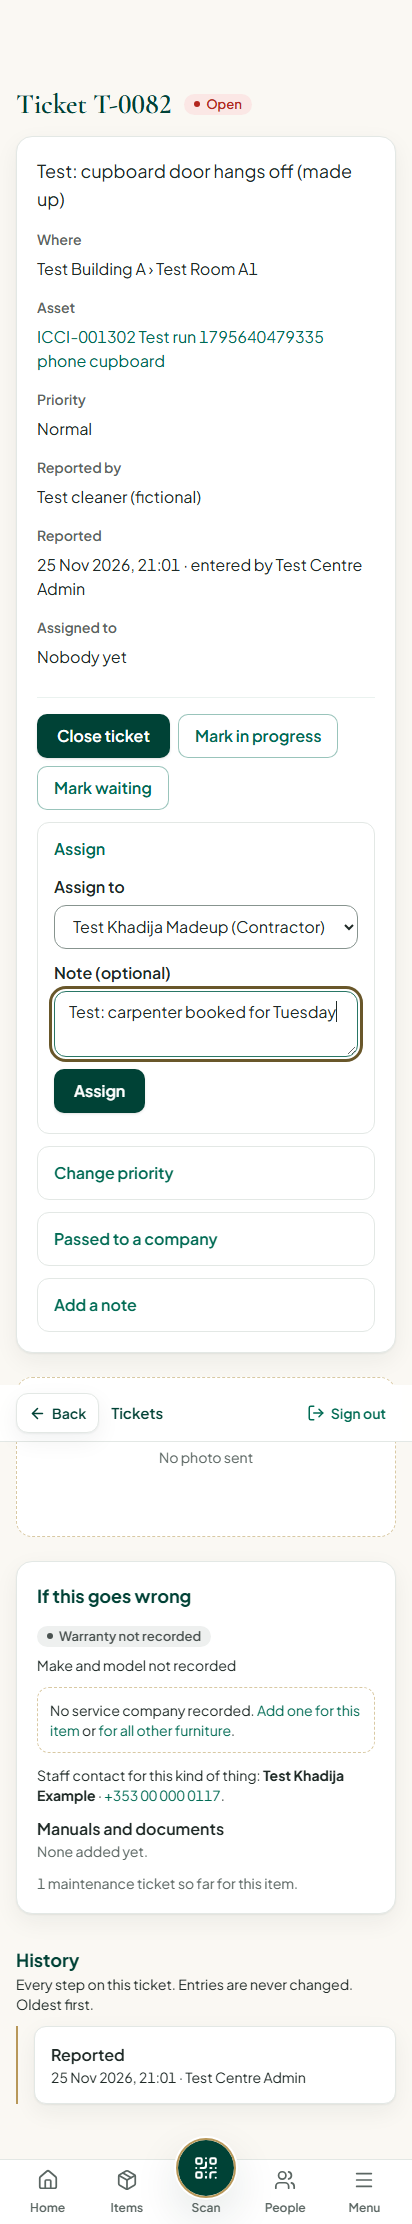 Ticket T-0082
Open
Test: cupboard door hangs off (made
up)
Where
Test Building A › Test Room A1
Asset
ICCI-001302 Test run 1795640479335
phone cupboard
Priority
Normal
Reported by
Test cleaner (fictional)
Reported
25 Nov 2026, 21:01 · entered by Test Centre
Admin
Assigned to
Nobody yet
Close ticket
Mark in progress
Mark waiting
Assign
Assign to
Test Khadija Madeup (Contractor)
Note (optional)
Test: carpenter booked for Tuesday
Assign
Change priority
Passed to a company
Add a note
Back
Tickets
Sign out
No photo sent
If this goes wrong
Warranty not recorded
Make and model not recorded
No service company recorded. Add one for this
item or for all other furniture.
Staff contact for this kind of thing: Test Khadija
Example · +353 00 000 0117.
Manuals and documents
None added yet.
1 maintenance ticket so far for this item.
History
Every step on this ticket. Entries are never changed.
Oldest first.
Reported
25 Nov 2026, 21:01 · Test Centre Admin
Home
Items
Scan
People
Menu